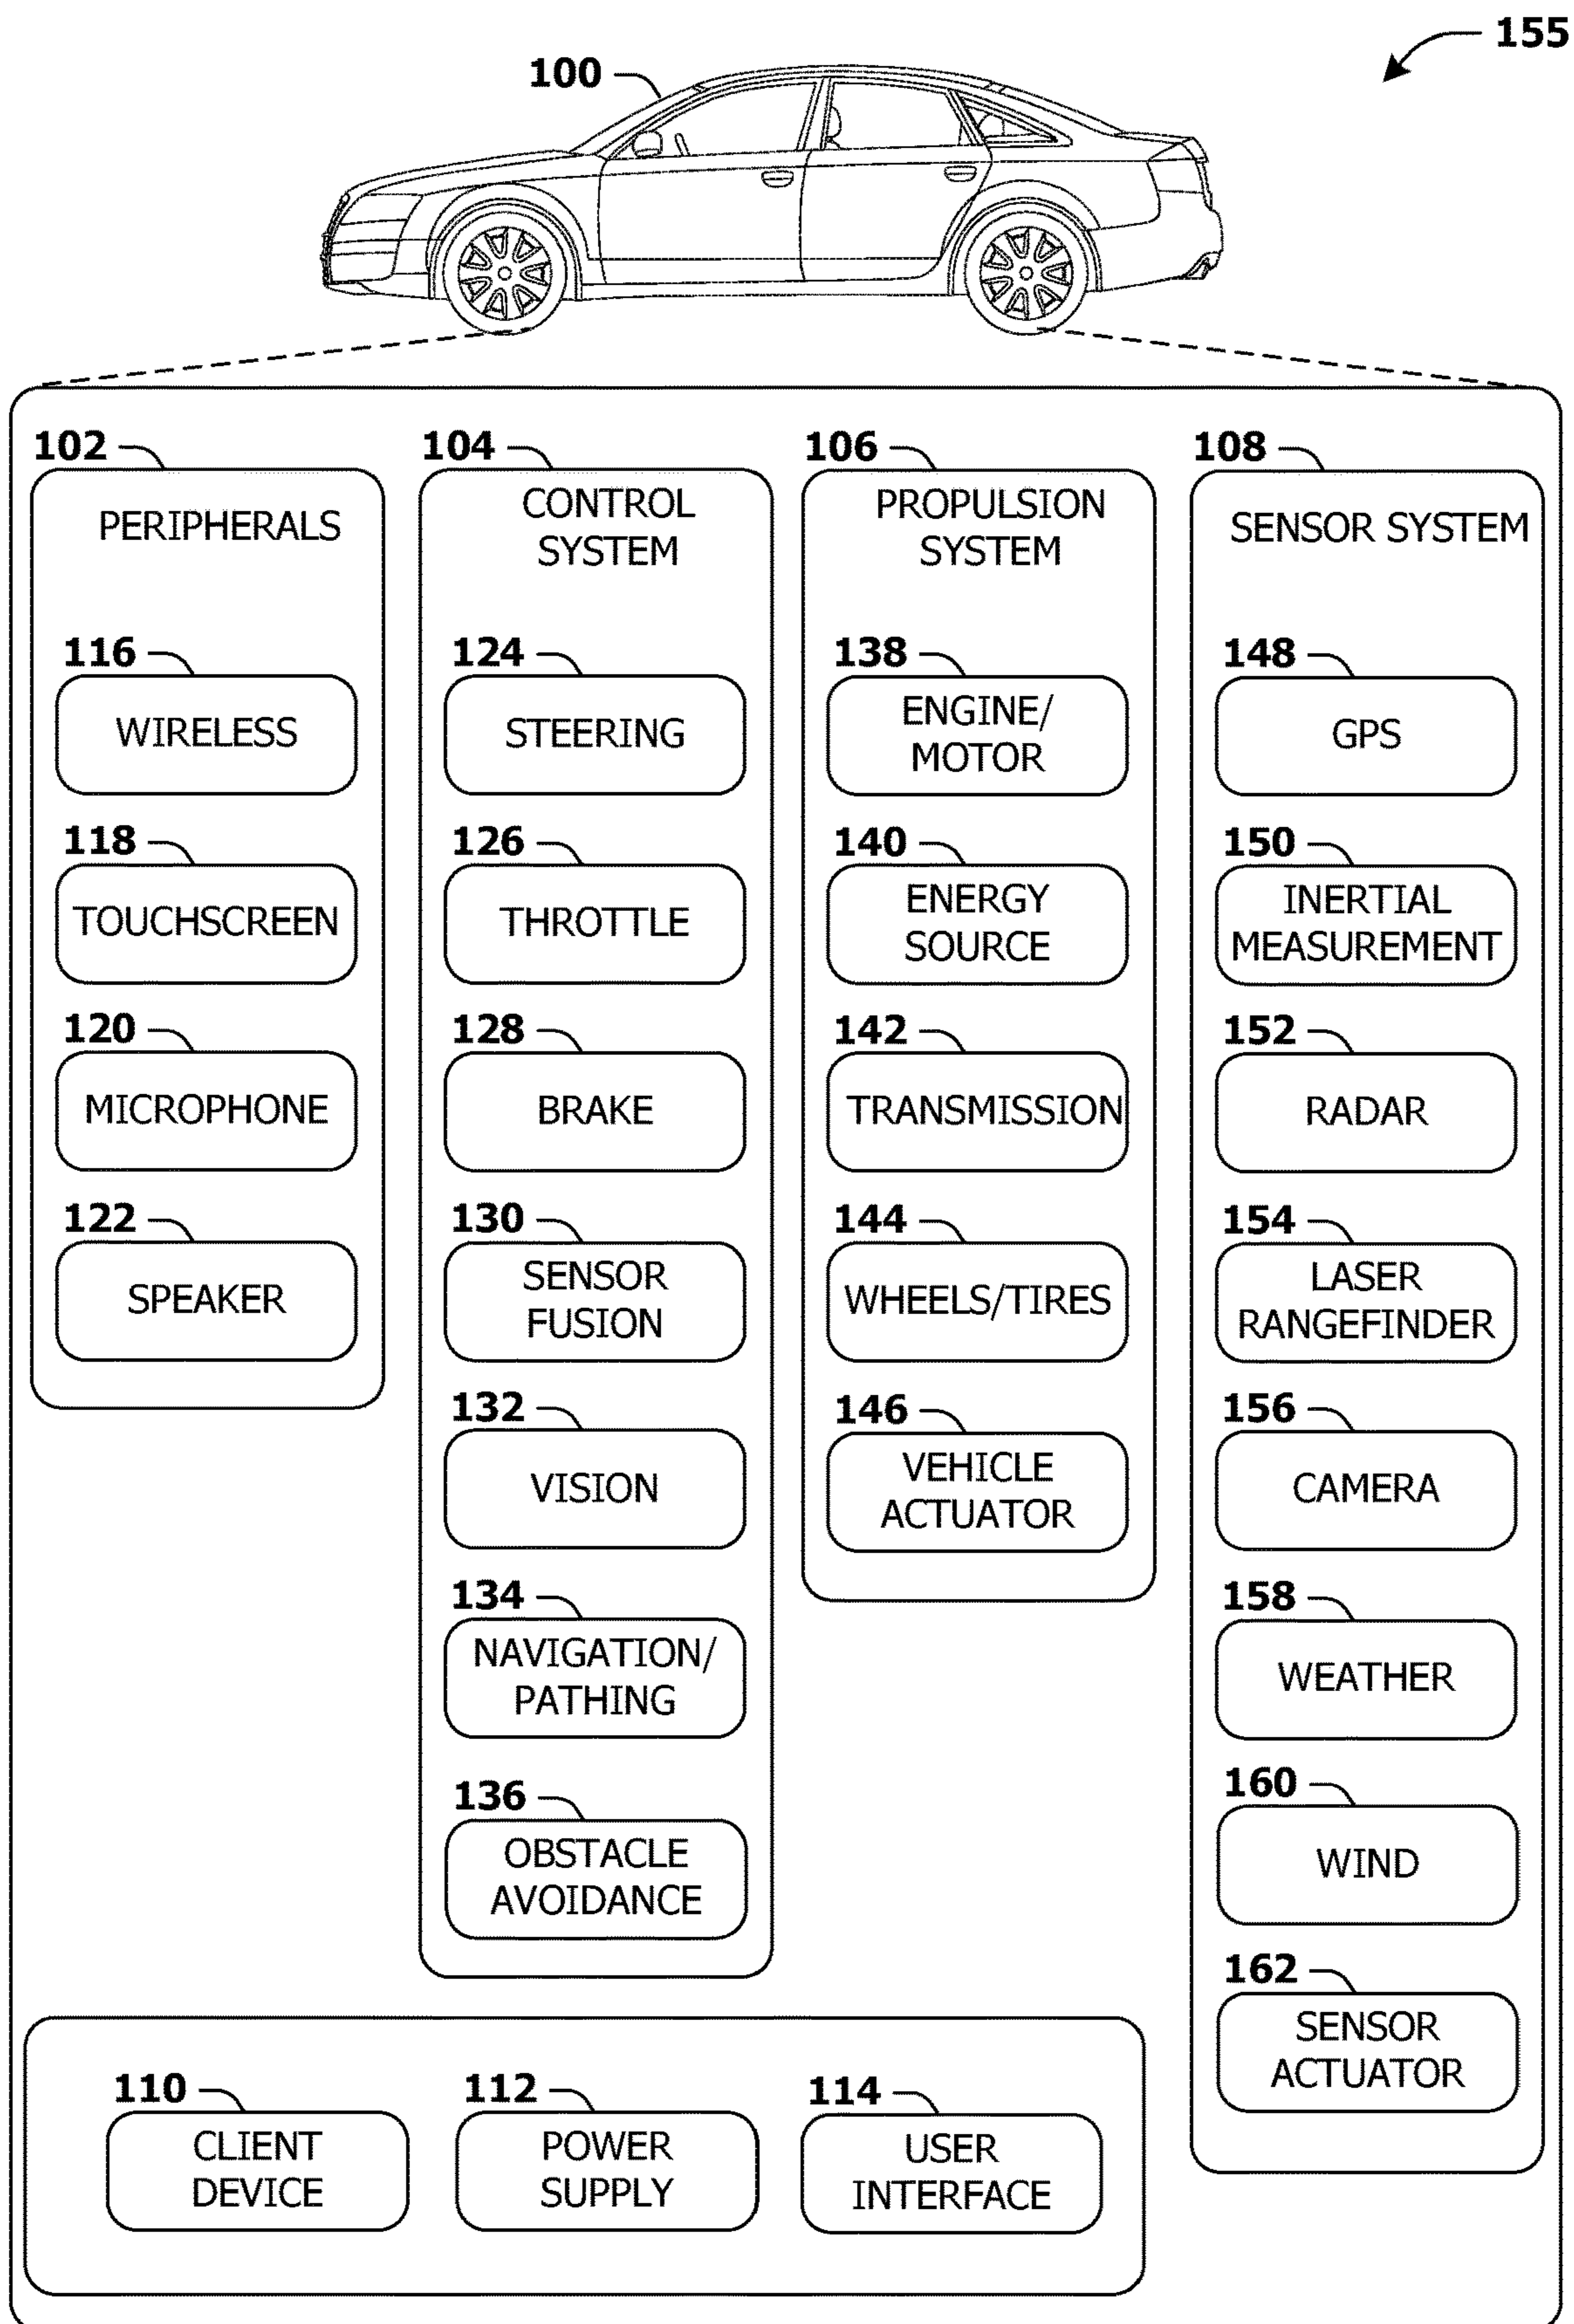 155
100
102
PERIPHERALS
116
WIRELESS
118
TOUCHSCREEN
120
MICROPHONE
122
SPEAKER
104
CONTROL
SYSTEM
124
STEERING
126
THROTTLE
128
BRAKE
130
SENSOR
FUSION
132
VISION
134
NAVIGATION/
PATHING
136
OBSTACLE
AVOIDANCE
106
PROPULSION
SYSTEM
138
ENGINE/
MOTOR
140
ENERGY
SOURCE
142
TRANSMISSION
144
WHEELS/TIRES
146
VEHICLE
ACTUATOR
108
SENSOR SYSTEM
148
GPS
150
INERTIAL
MEASUREMENT
152
RADAR
154
LASER
RANGEFINDER
156
CAMERA
158
WEATHER
160
WIND
162
SENSOR
ACTUATOR
110
CLIENT
DEVICE
112
POWER
SUPPLY
114
USER
INTERFACE